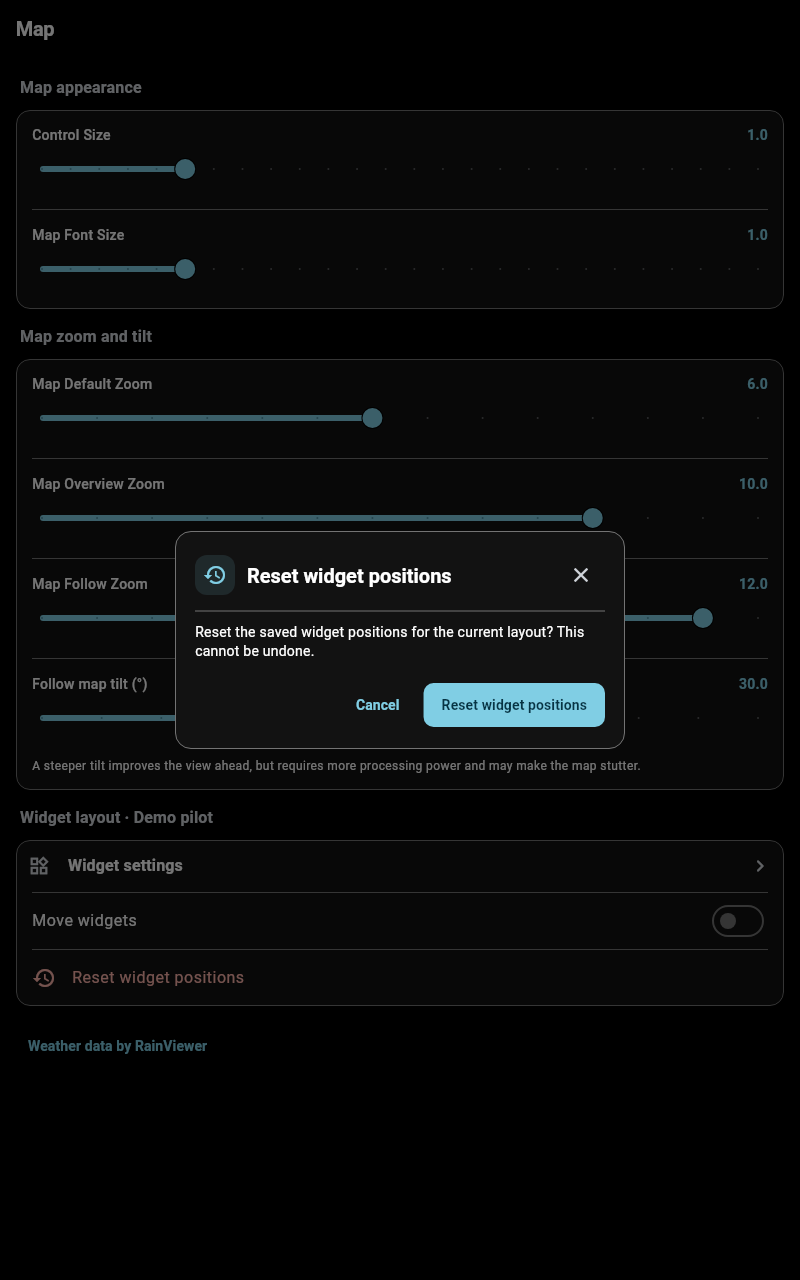 Map
Map appearance
Control Size
1.0
Map Font Size
1.0
Map zoom and tilt
Map Default Zoom
6.0
Map Overview Zoom
10.0
Map Follow Zoom
12.0
Follow map tilt (°)
30.0
A steeper tilt improves the view ahead, but requires more processing power and may make the map stutter.
Reset widget positions
Reset the saved widget positions for the current layout? This
cannot be undone.
Cancel
Reset widget positions
Widget layout · Demo pilot
Widget settings
Move widgets
Reset widget positions
Weather data by RainViewer